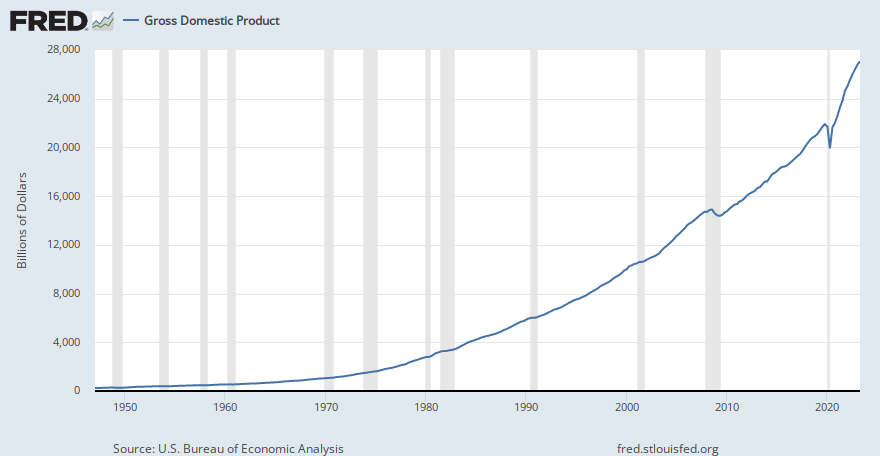 FRED
Gross Domestic Product
28,000
24,000
20,000
16,000
12,000
8,000
4,000
0
Billions of Dollars
1950 1960 1970 1980 1990 2000 2010 2020
Source: U.S. Bureau of Economic Analysis fred.stlouisfed.org